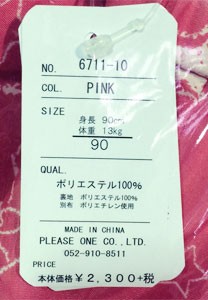 NO. 6711-10
COL. PINK
SIZE
身長 90cm
体重 13kg
90
QUAL.
ポリエステル100%
裏地 ポリエステル100%
別布 ポリエチレン使用
MADE IN CHINA
PLEASE ONE CO., LTD.
052-910-8511
PRICE
本体価格 ¥2,300+税